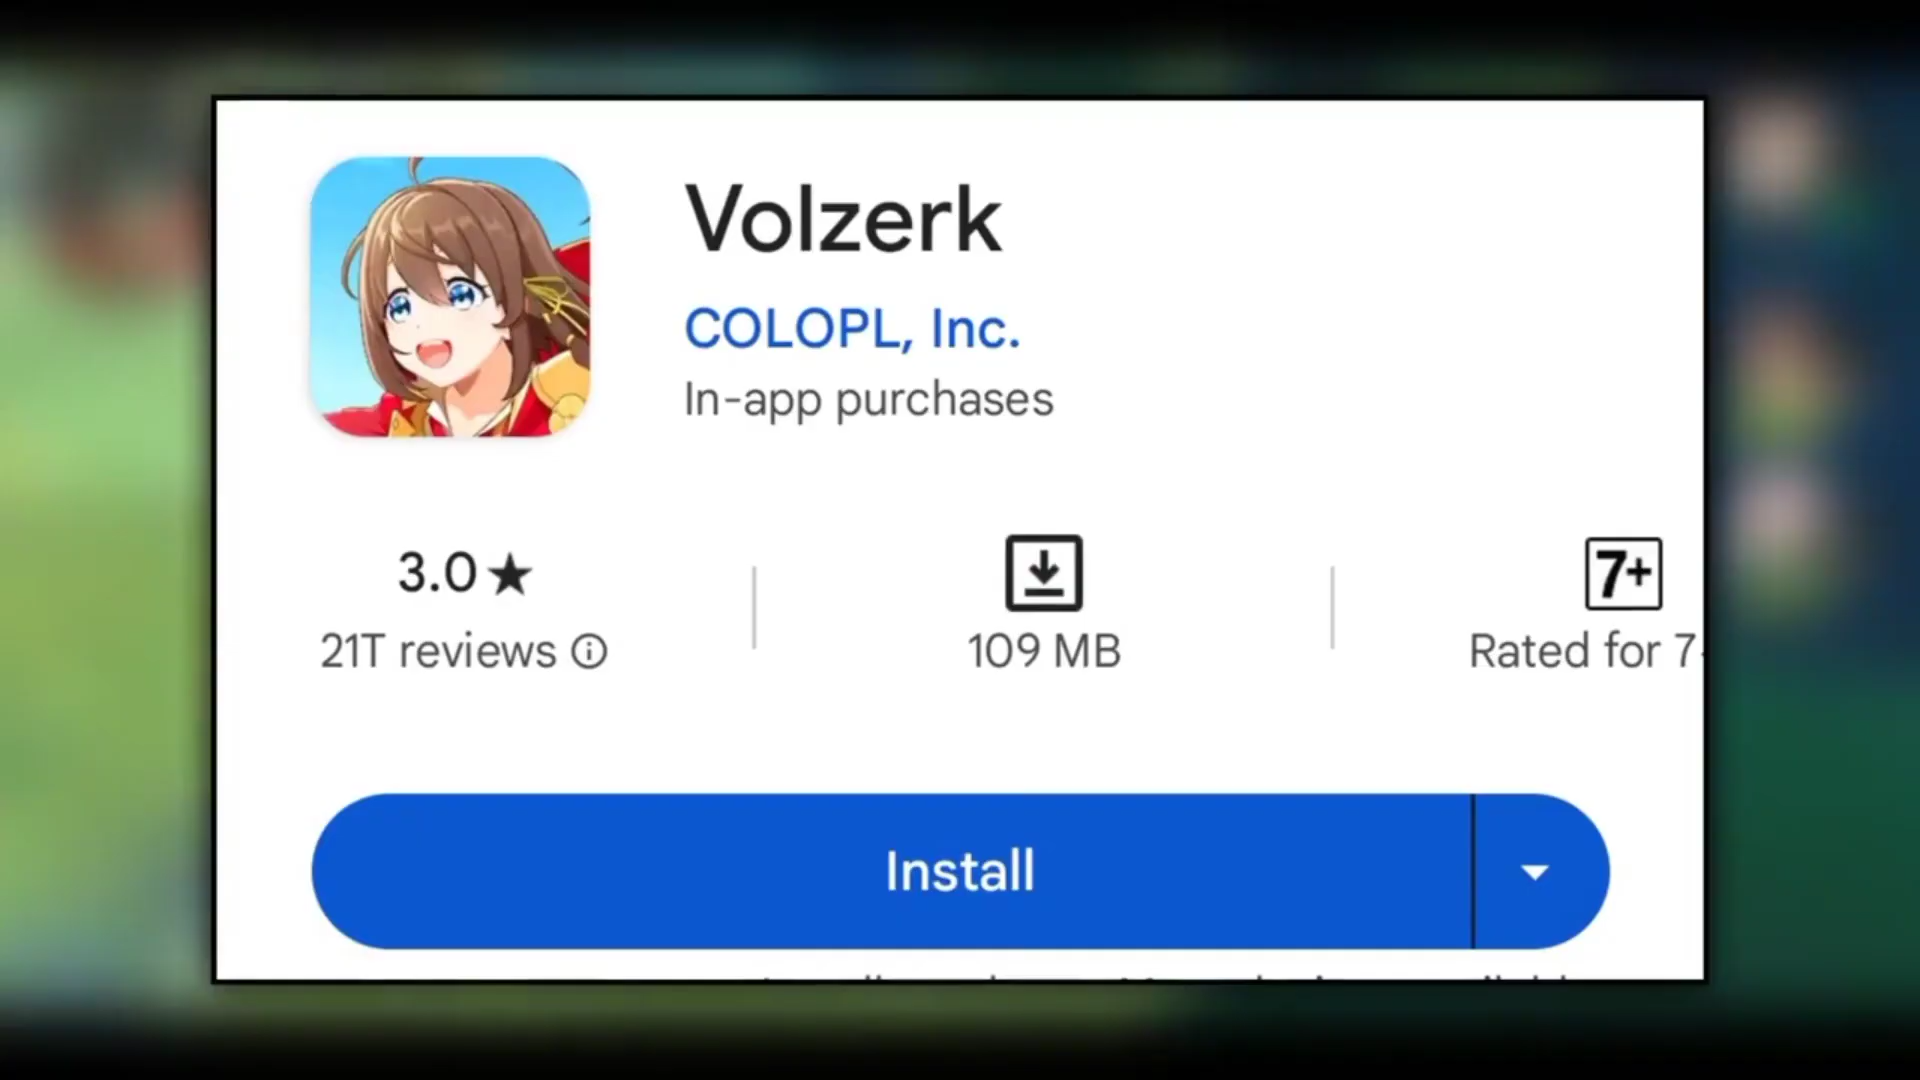 Volzerk
COLOPL, Inc.
In-app purchases
3.0★
21T reviews
109 MB
7+
Rated for 7
Install